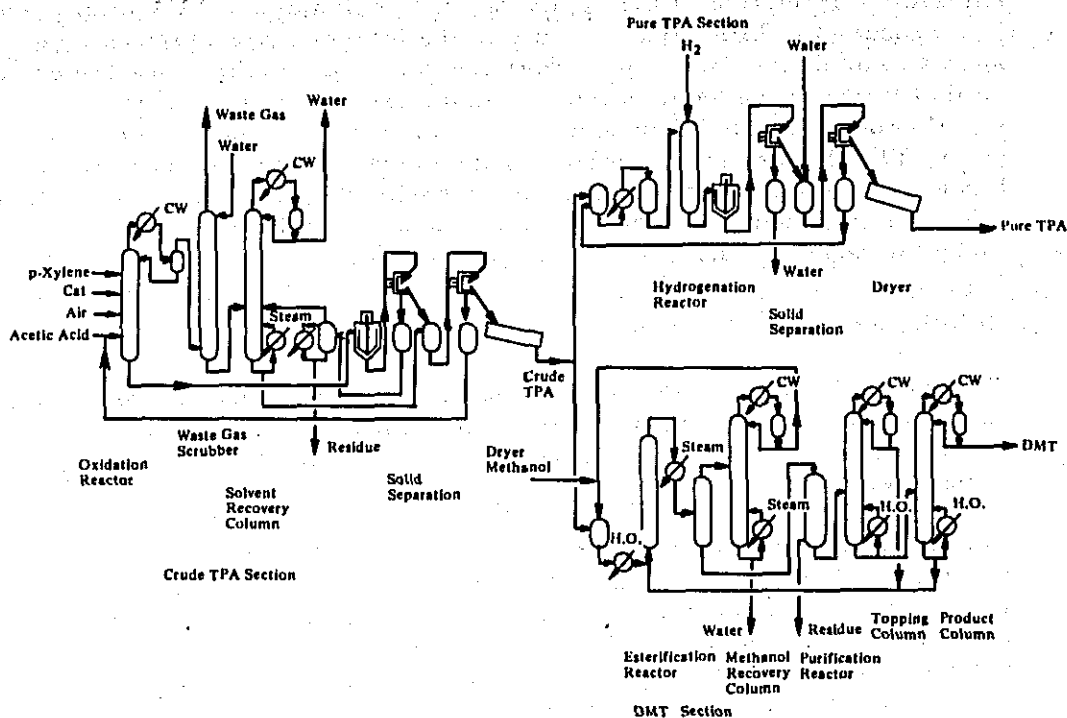 Pure TPA Section
H2
Water
Waste Gas
Water
Water
CW
CW
p-Xylene
Cat
Air
Acetic Acid
Steam
Crude
TPA
Residue
Waste Gas
Scrubber
Oxidation
Reactor
Solvent
Recovery
Column
Solid
Separation
Crude TPA Section
Pure TPA
Water
Hydrogenation
Reactor
Solid
Separation
Dryer
Dryer
Methanol
CW
CW
CW
Steam
Steam
H.O.
H.O.
H.O.
DMT
Water
Residue
Topping
Column
Product
Column
Esterification
Reactor
Methanol
Recovery
Column
Purification
Reactor
DMT Section